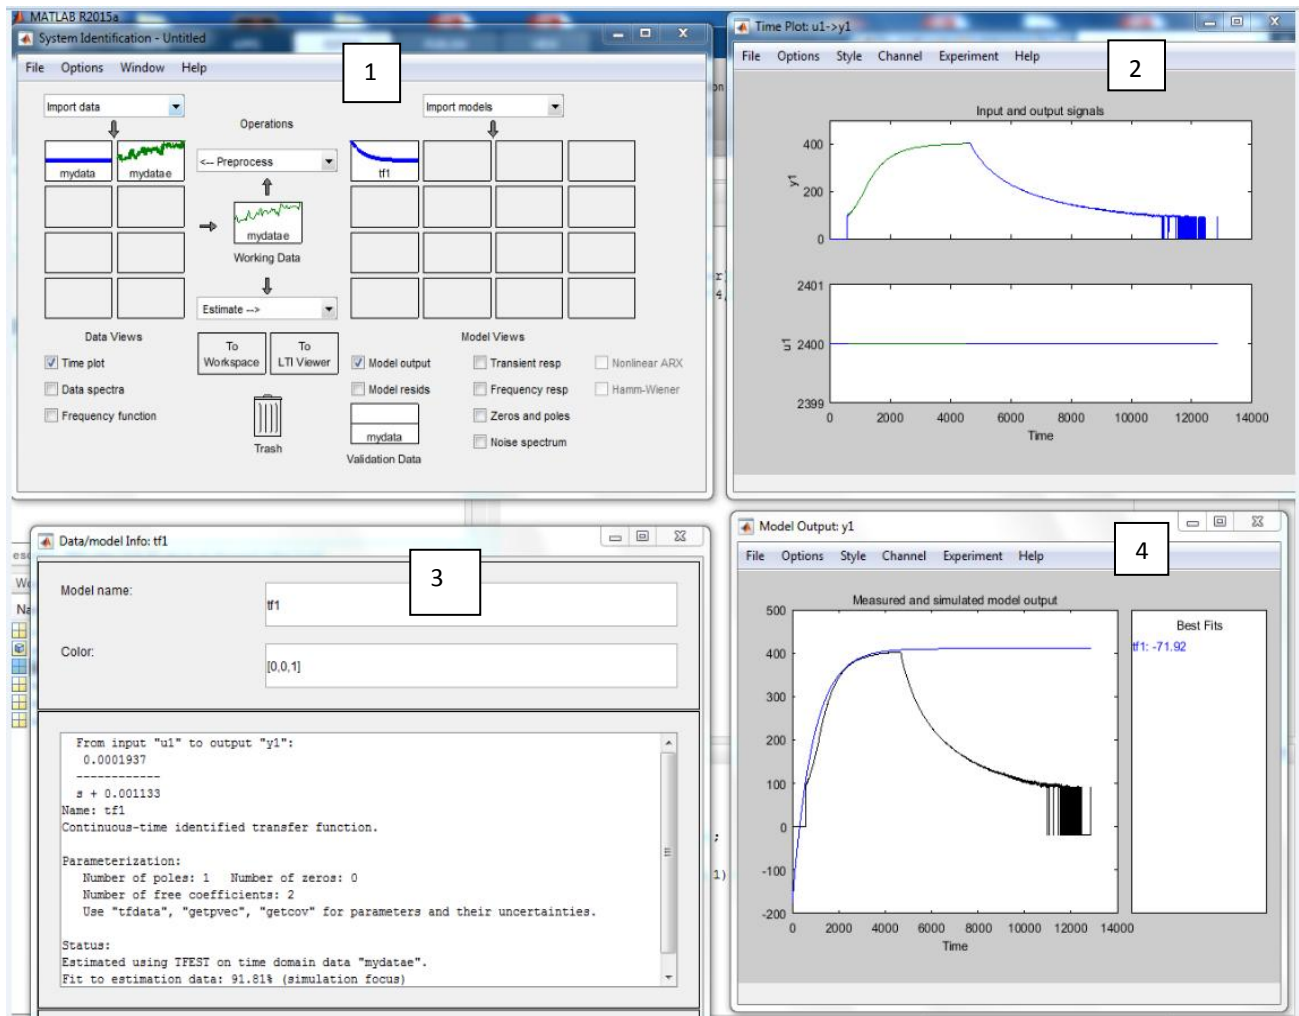 MATLAB R2015a
System Identification - Untitled
File Options Window Help
1
Import data
Import models
Operations
mydata
mydatae
<-- Preprocess
tf1
mydatae
Working Data
Estimate -->
Data Views
Model Views
To Workspace
To LTI Viewer
Time plot
Data spectra
Frequency function
Model output
Model resids
Transient resp
Frequency resp
Zeros and poles
Noise spectrum
Nonlinear ARX
Hamm-Wiener
Trash
mydata
Validation Data
Time Plot: u1->y1
File Options Style Channel Experiment Help
2
Input and output signals
400
200
0
y1
2401
2400
2399
u1
0 2000 4000 6000 8000 10000 12000 14000
Time
Data/model Info: tf1
3
Model name:
tf1
Color:
[0,0,1]
From input "u1" to output "y1":
0.0001937
------------
s + 0.001133
Name: tf1
Continuous-time identified transfer function.
Parameterization:
Number of poles: 1 Number of zeros: 0
Number of free coefficients: 2
Use "tfdata", "getpvec", "getcov" for parameters and their uncertainties.
Status:
Estimated using TFEST on time domain data "mydatae".
Fit to estimation data: 91.81% (simulation focus)
Model Output: y1
File Options Style Channel Experiment Help
4
Measured and simulated model output
500
400
300
200
100
0
-100
-200
0 2000 4000 6000 8000 10000 12000 14000
Time
Best Fits
tf1: -71.92